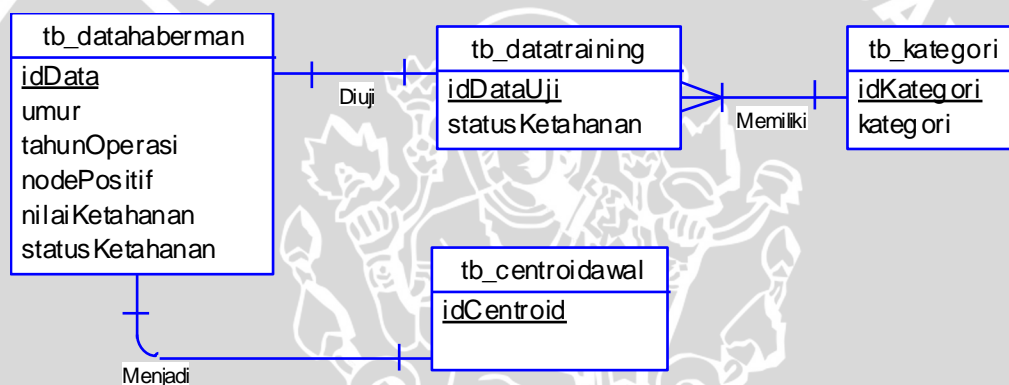 tb_datahaberman
idData
umur
tahunOperasi
nodePositif
nilaiKetahanan
statusKetahanan
Diuji
tb_datatraining
idDataUji
statusKetahanan
Memiliki
tb_kategori
idKategori
kategori
tb_centroidawal
idCentroid
Menjadi